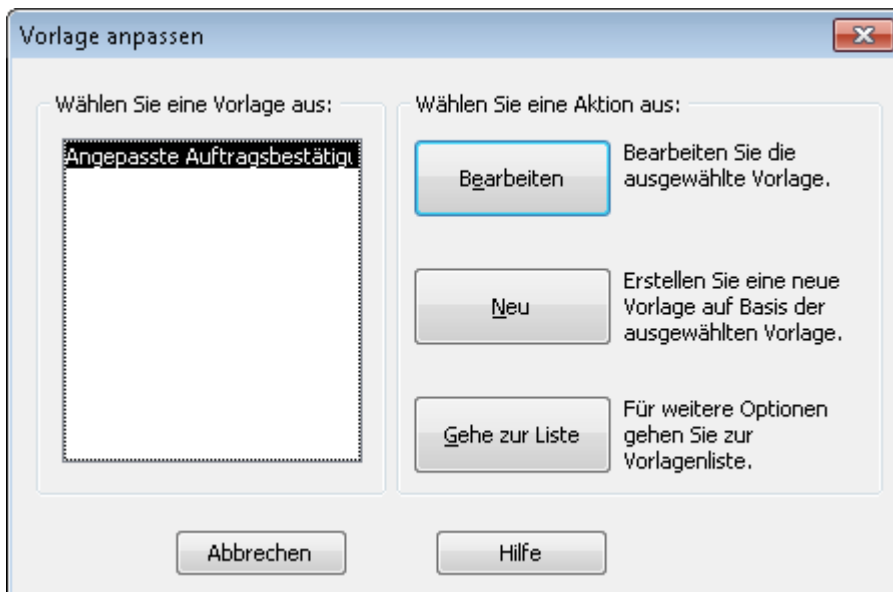 Vorlage anpassen
Wählen Sie eine Vorlage aus:
Angepasste Auftragsbestätigu
Wählen Sie eine Aktion aus:
Bearbeiten
Bearbeiten Sie die
ausgewählte Vorlage.
Neu
Erstellen Sie eine neue
Vorlage auf Basis der
ausgewählten Vorlage.
Gehe zur Liste
Für weitere Optionen
gehen Sie zur
Vorlagenliste.
Abbrechen
Hilfe